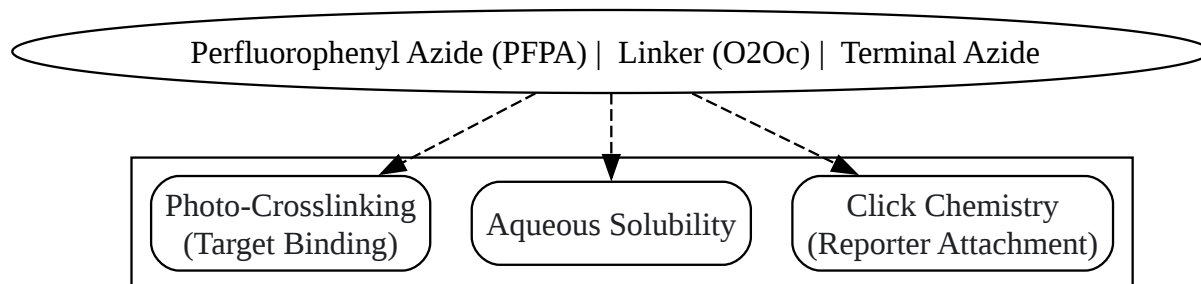 Perfluorophenyl Azide (PFPA) | Linker (O2Oc) | Terminal Azide
Photo-Crosslinking
(Target Binding)
Aqueous Solubility
Click Chemistry
(Reporter Attachment)